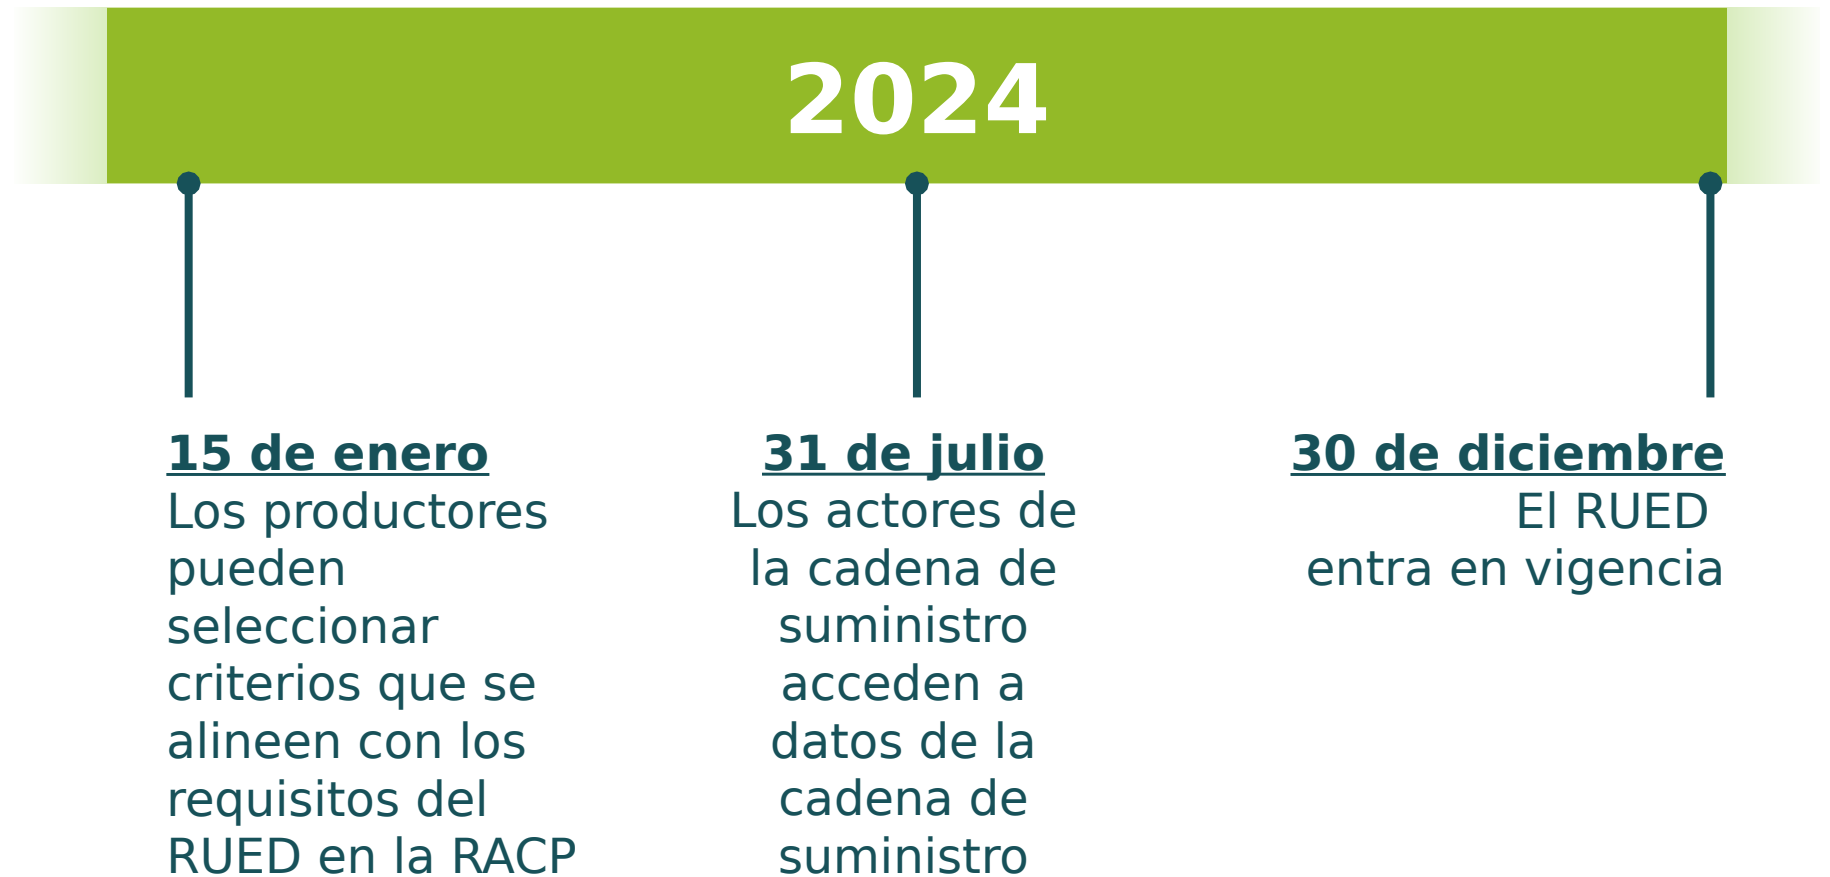 2024
15 de enero
Los productores
pueden
seleccionar
criterios que se
alineen con los
requisitos del
RUED en la RACP
31 de julio
Los actores de
la cadena de
suministro
acceden a
datos de la
cadena de
suministro
30 de diciembre
El RUED
entra en vigencia